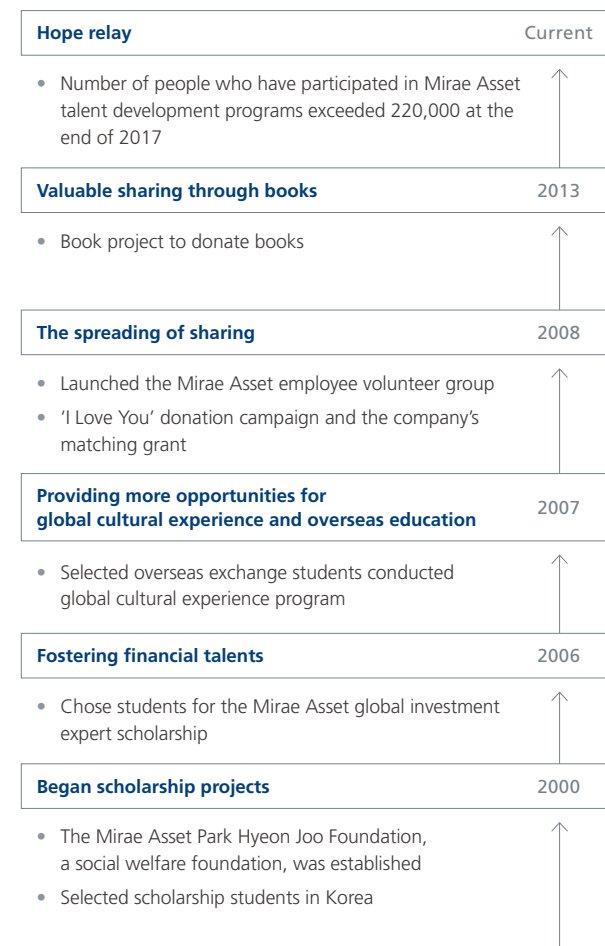 Hope relay Current
• Number of people who have participated in Mirae Asset
talent development programs exceeded 220,000 at the
end of 2017
Valuable sharing through books 2013
• Book project to donate books
The spreading of sharing 2008
• Launched the Mirae Asset employee volunteer group
• ‘I Love You’ donation campaign and the company’s
matching grant
Providing more opportunities for
global cultural experience and overseas education 2007
• Selected overseas exchange students conducted
global cultural experience program
Fostering financial talents 2006
• Chose students for the Mirae Asset global investment
expert scholarship
Began scholarship projects 2000
• The Mirae Asset Park Hyeon Joo Foundation,
a social welfare foundation, was established
• Selected scholarship students in Korea